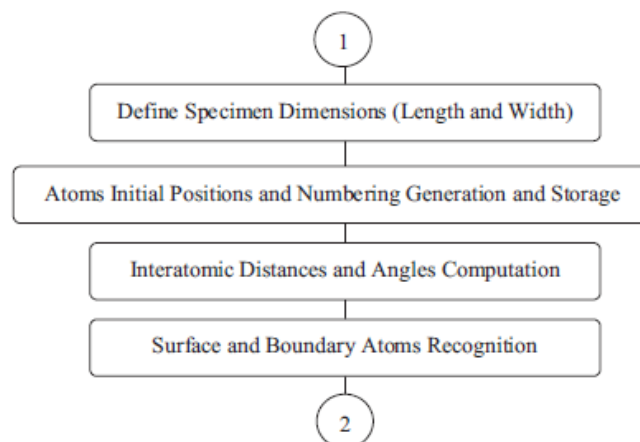 1
Define Specimen Dimensions (Length and Width)
Atoms Initial Positions and Numbering Generation and Storage
Interatomic Distances and Angles Computation
Surface and Boundary Atoms Recognition
2